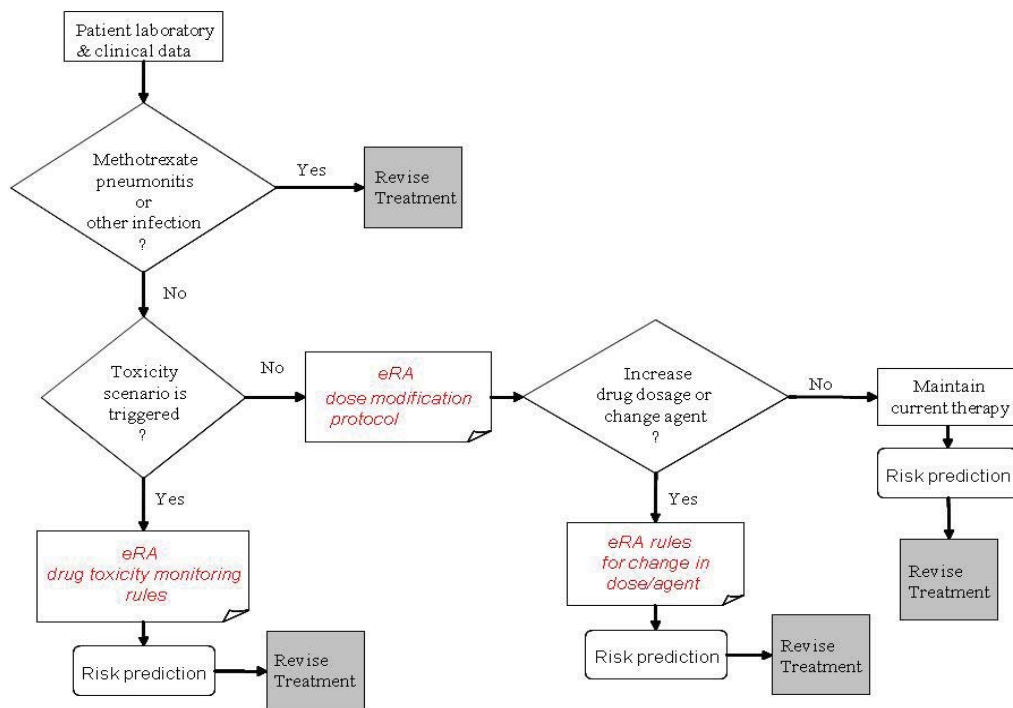 Patient laboratory
& clinical data
Methotrexate
pneumonitis
or
other infection
?
Yes
Revise
Treatment
No
Toxicity
scenario is
triggered
?
No
eRA
dose modification
protocol
Increase
drug dosage or
change agent
?
No
Maintain
current therapy
Risk prediction
Revise
Treatment
Yes
eRA
drug toxicity monitoring
rules
Risk prediction
Revise
Treatment
Yes
eRA rules
for change in
dose/agent
Risk prediction
Revise
Treatment